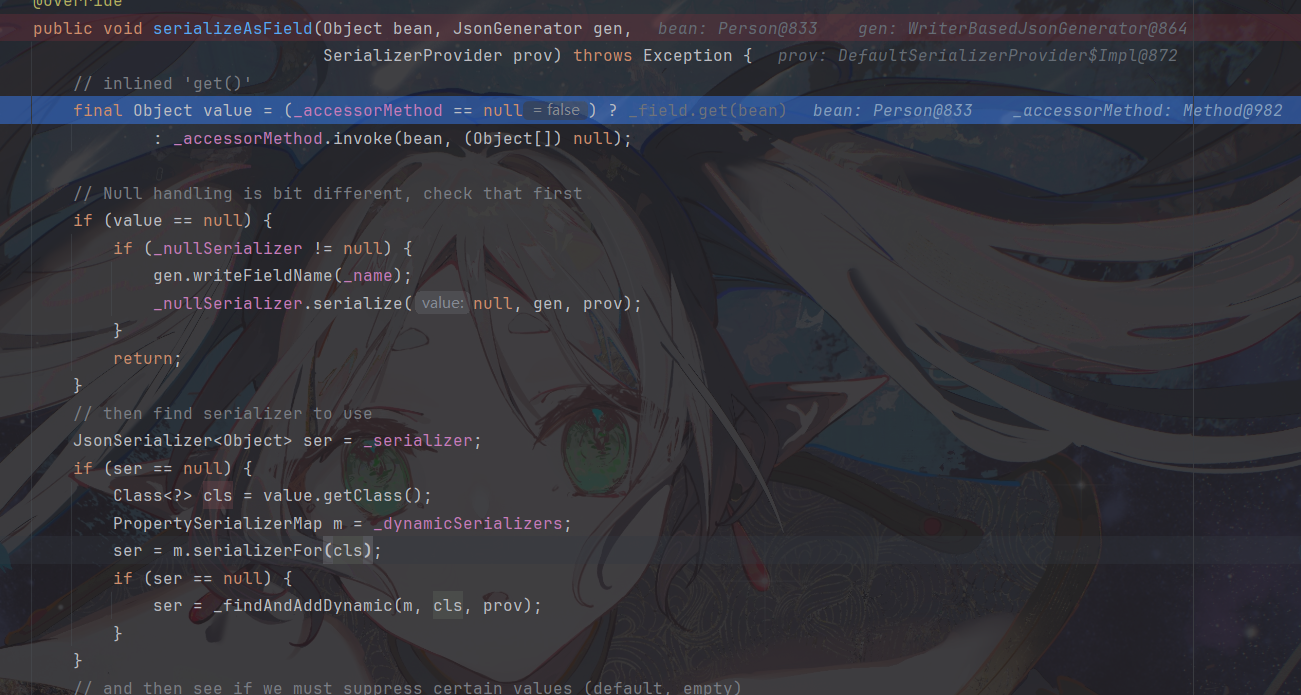 @Override
public void serializeAsField(Object bean, JsonGenerator gen,   bean: Person@833    gen: WriterBasedJsonGenerator@864
                             SerializerProvider prov) throws Exception {   prov: DefaultSerializerProvider$Impl@872
    // inlined 'get()'
    final Object value = (_accessorMethod == null = false ) ? _field.get(bean)   bean: Person@833    _accessorMethod: Method@982
            : _accessorMethod.invoke(bean, (Object[]) null);
    // Null handling is bit different, check that first
    if (value == null) {
        if (_nullSerializer != null) {
            gen.writeFieldName(_name);
            _nullSerializer.serialize( value: null, gen, prov);
        }
        return;
    }
    // then find serializer to use
    JsonSerializer<Object> ser = _serializer;
    if (ser == null) {
        Class<?> cls = value.getClass();
        PropertySerializerMap m = _dynamicSerializers;
        ser = m.serializerFor(cls);
        if (ser == null) {
            ser = _findAndAddDynamic(m, cls, prov);
        }
    }
    // and then see if we must suppress certain values (default, empty)